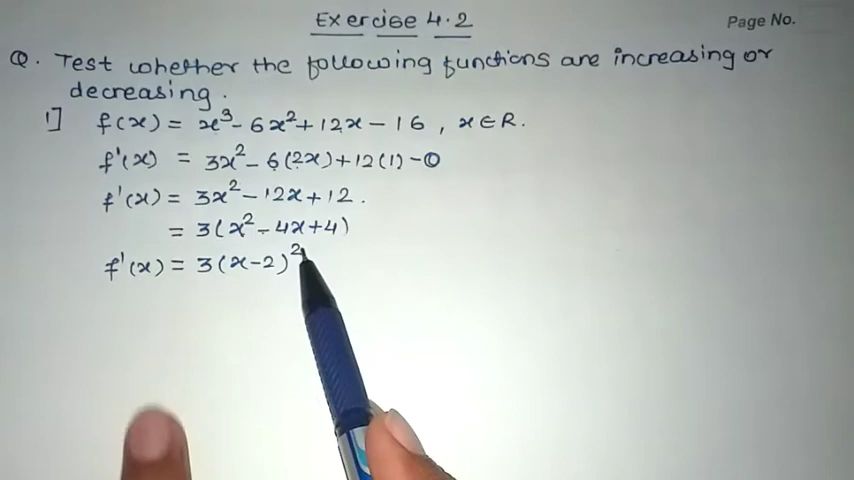 Exercise 4.2
Page No.
Q. Test whether the following functions are increasing or
decreasing.
1] f(x) = x³ - 6x² + 12x - 16 , x ∈ R.
f'(x) = 3x² - 6(2x) + 12(1) - 0
f'(x) = 3x² - 12x + 12.
= 3(x² - 4x + 4)
f'(x) = 3(x - 2)²